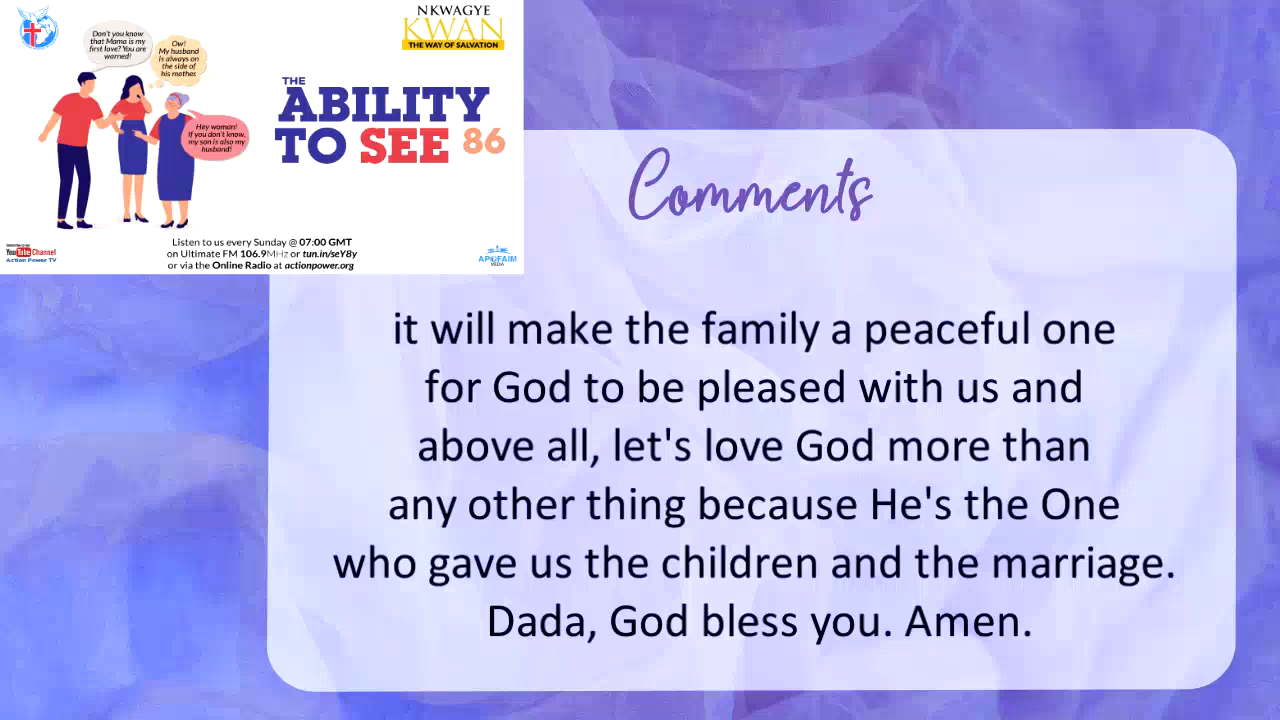 Don't you know
that Mama is my
first love? You are
warned!
Ow!
My husband
is always on
the side of
his mother.
Hey woman!
If you don't know,
my son is also my
husband!
NKWAGYE
KWAN
THE WAY OF SALVATION
THE
ABILITY
TO SEE 86
Listen to us every Sunday @ 07:00 GMT
on Ultimate FM 106.9MHz or tun.in/seY8y
or via the Online Radio at actionpower.org
YouTube Channel
Action Power TV
APOFAIM
MEDIA
Comments
it will make the family a peaceful one
for God to be pleased with us and
above all, let's love God more than
any other thing because He's the One
who gave us the children and the marriage.
Dada, God bless you. Amen.